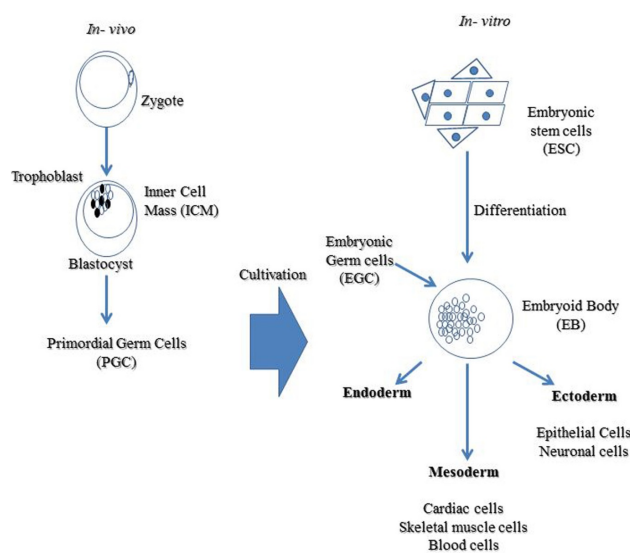 In- vivo
Zygote
Trophoblast
Inner Cell
Mass (ICM)
Blastocyst
Primordial Germ Cells
(PGC)
Cultivation
In- vitro
Embryonic
stem cells
(ESC)
Differentiation
Embryonic
Germ cells
(EGC)
Embryoid Body
(EB)
Endoderm
Ectoderm
Epithelial Cells
Neuronal cells
Mesoderm
Cardiac cells
Skeletal muscle cells
Blood cells